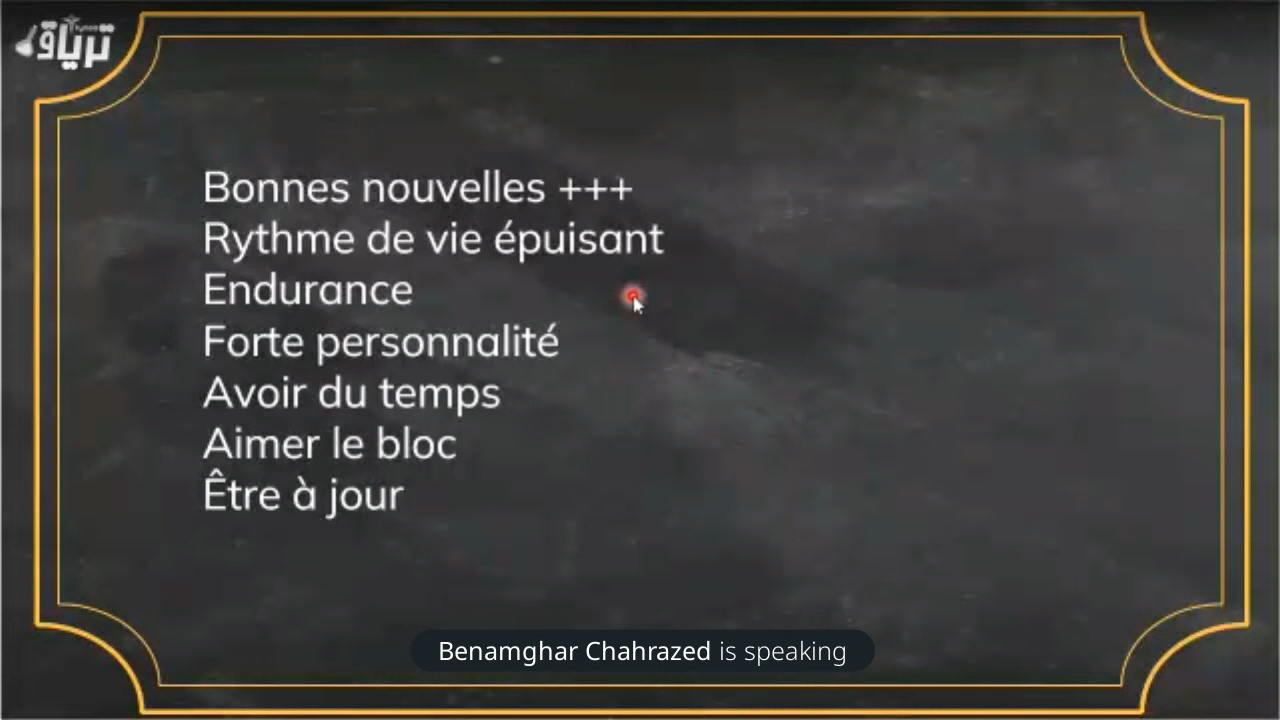 ترياق
Bonnes nouvelles +++
Rythme de vie épuisant
Endurance
Forte personnalité
Avoir du temps
Aimer le bloc
Être à jour
Benamghar Chahrazed is speaking